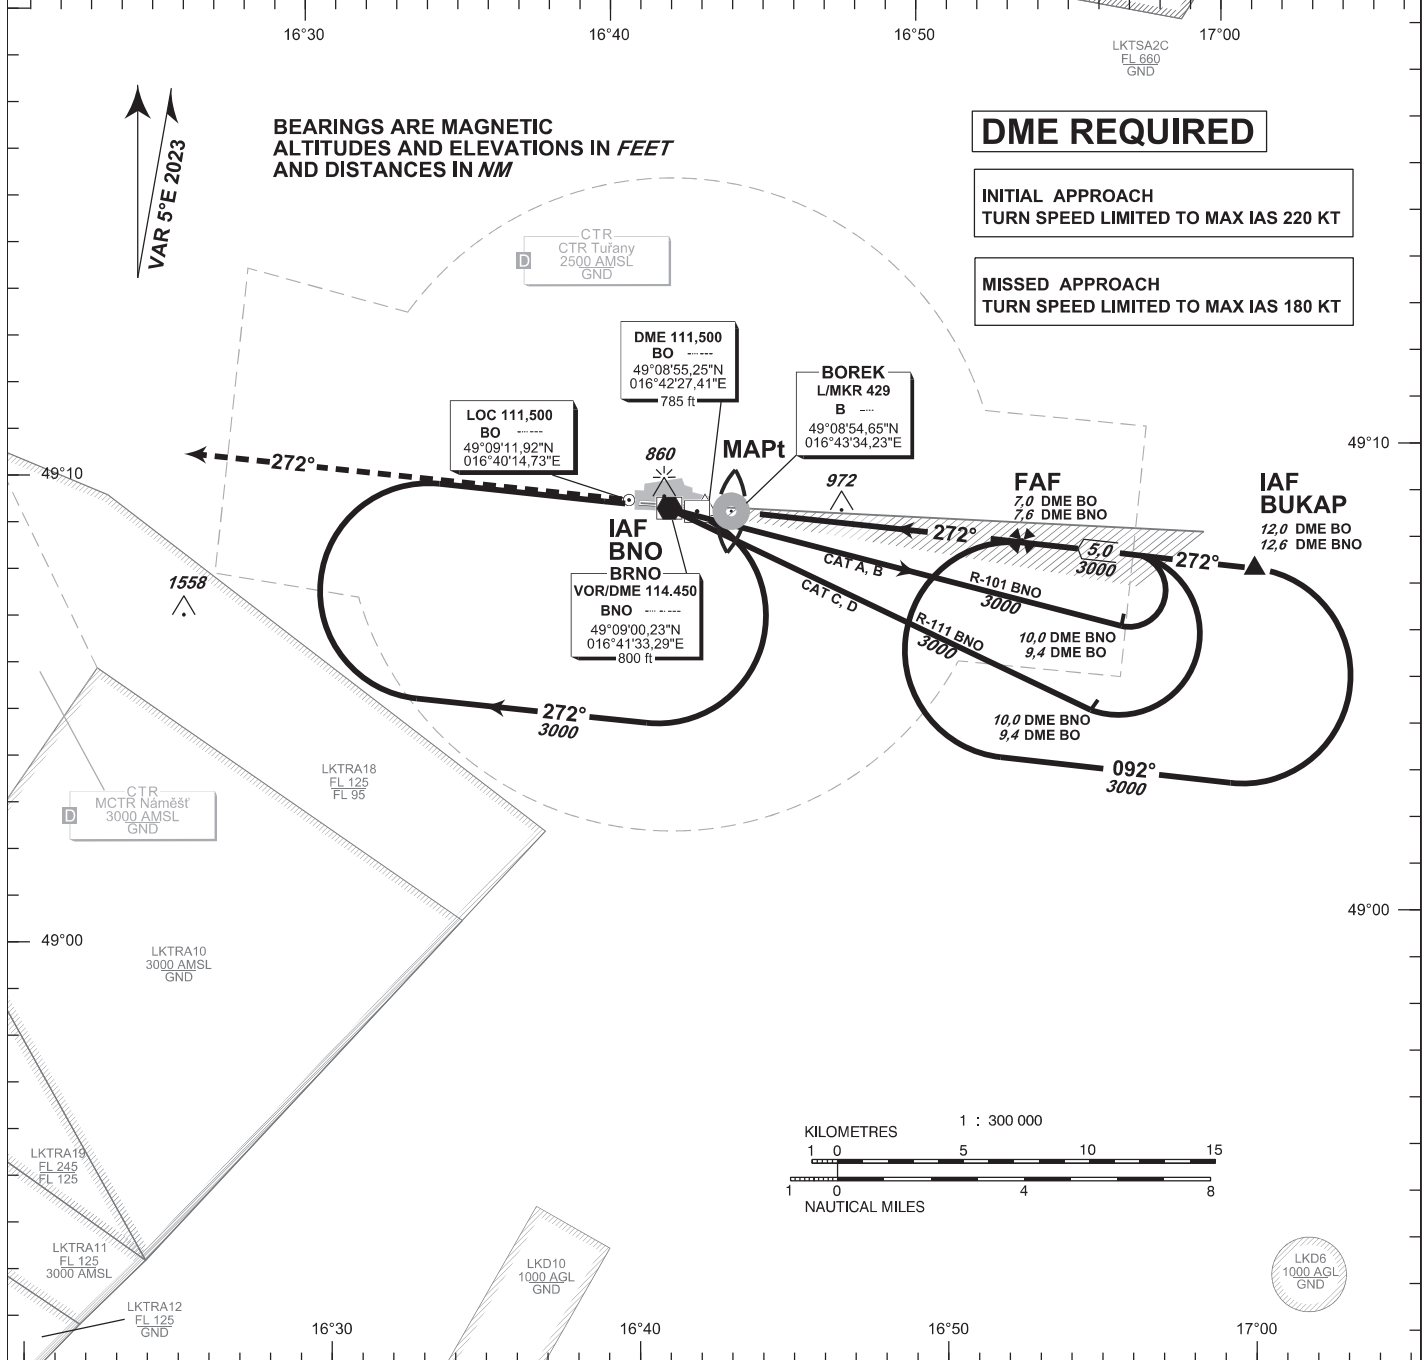 16°30'
16°40'
16°50'
17°00'
LKTSA2C
FL 660
GND
VAR 5°E 2023
BEARINGS ARE MAGNETIC
ALTITUDES AND ELEVATIONS IN FEET
AND DISTANCES IN NM
DME REQUIRED
INITIAL APPROACH
TURN SPEED LIMITED TO MAX IAS 220 KT
MISSED APPROACH
TURN SPEED LIMITED TO MAX IAS 180 KT
CTR
CTR Tuřany
D
2500 AMSL
GND
DME 111,500
BO
49°08'55,25"N
016°42'27,41"E
785 ft
BOREK
L/MKR 429
B
49°08'54,65"N
016°43'34,23"E
LOC 111,500
BO
49°09'11,92"N
016°40'14,73"E
272°
860
MAPt
972
FAF
7,0 DME BO
7,6 DME BNO
IAF
BUKAP
12,0 DME BO
12,6 DME BNO
49°10
49°10
IAF
BNO
BRNO
VOR/DME 114.450
BNO
49°09'00,23"N
016°41'33,29"E
800 ft
272°
5,0
3000
272°
CAT A, B
R-101 BNO
3000
CAT C, D
R-111 BNO
3000
10,0 DME BNO
9,4 DME BO
10,0 DME BNO
9,4 DME BO
1558
272°
3000
092°
3000
LKTRA18
FL 125
FL 95
CTR
MCTR Náměšť
D
3000 AMSL
GND
49°00
49°00
LKTRA10
3000 AMSL
GND
1 : 300 000
KILOMETRES
1 0 5 10 15
1 0 4 8
NAUTICAL MILES
LKTRA19
FL 245
FL 125
LKTRA11
FL 125
3000 AMSL
LKTRA12
FL 125
GND
LKD10
1000 AGL
GND
LKD6
1000 AGL
GND
16°30
16°40
16°50
17°00